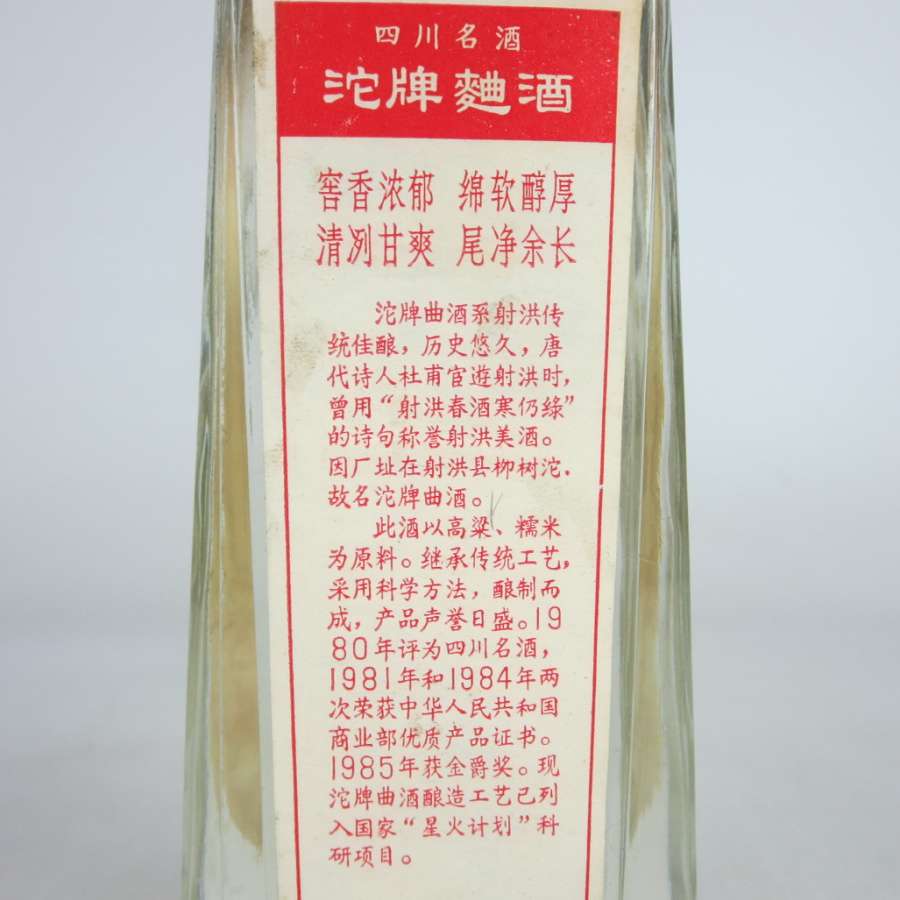 四川名酒
沱牌麯酒
窖香浓郁 绵软醇厚
清冽甘爽 尾净余长
沱牌曲酒系射洪传
统佳酿，历史悠久，唐
代诗人杜甫宦遊射洪时，
曾用“射洪春酒寒仍绿”
的诗句称誉射洪美酒。
因厂址在射洪县柳树沱．
故名沱牌曲酒。
此酒以高粱、糯米
为原料。继承传统工艺，
采用科学方法，酿制而
成，产品声誉日盛。19
80年评为四川名酒，
1981年和1984年两
次荣获中华人民共和国
商业部优质产品证书。
1985年获金爵奖。现
沱牌曲酒酿造工艺已列
入国家“星火计划”科
研项目。